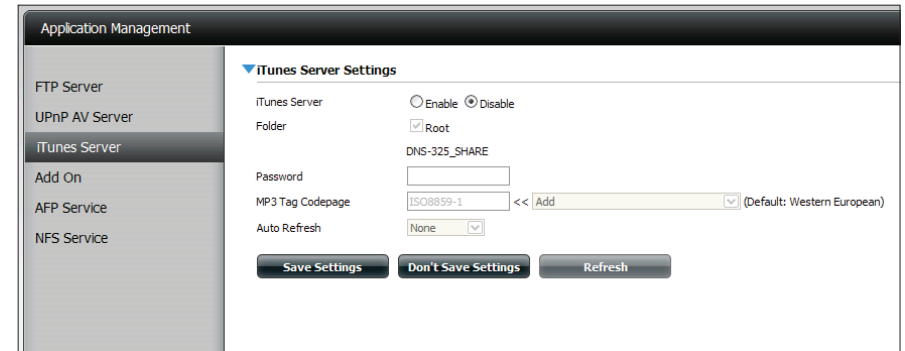 Application Management
FTP Server
UPnP AV Server
iTunes Server
Add On
AFP Service
NFS Service
iTunes Server Settings
iTunes Server Enable Disable
Folder Root
DNS-325_SHARE
Password
MP3 Tag Codepage ISO8859-1 << Add (Default: Western European)
Auto Refresh None
Save Settings Don't Save Settings Refresh